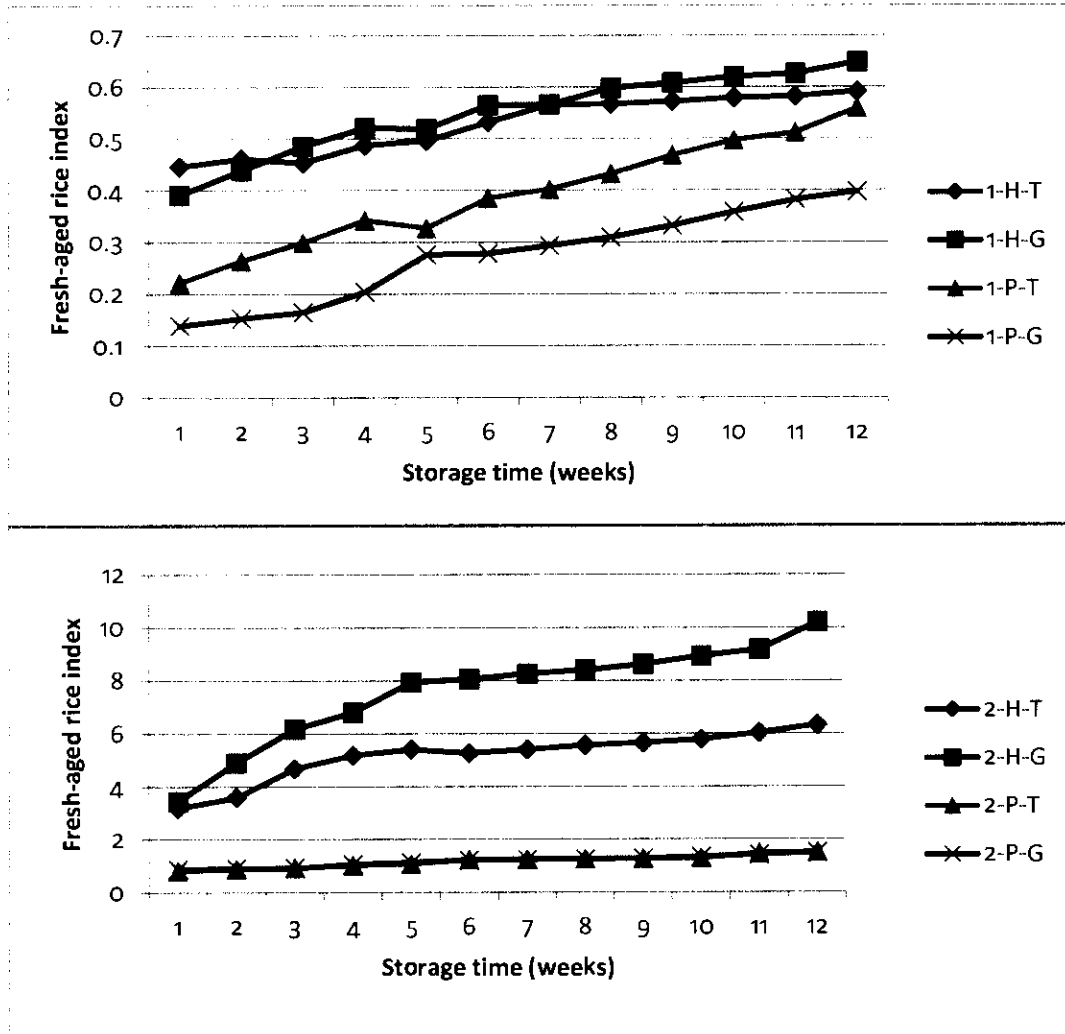 0.7
0.6
0.5
0.4
0.3
0.2
0.1
0
Fresh-aged rice index
1 2 3 4 5 6 7 8 9 10 11 12
Storage time (weeks)
1-H-T
1-H-G
1-P-T
1-P-G
12
10
8
6
4
2
0
Fresh-aged rice index
1 2 3 4 5 6 7 8 9 10 11 12
Storage time (weeks)
2-H-T
2-H-G
2-P-T
2-P-G